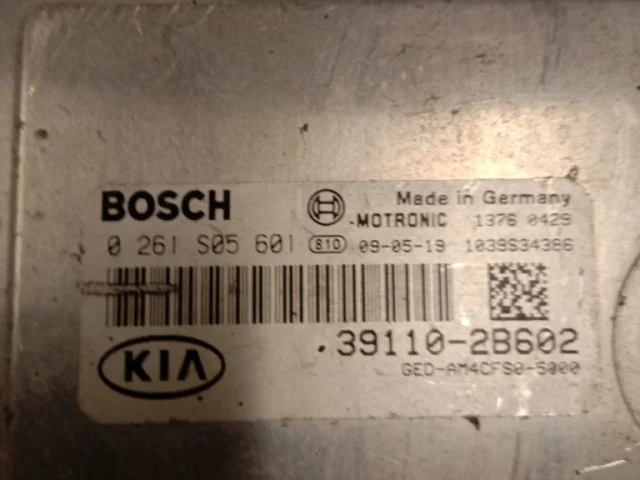 BOSCH Made in Germany
.MOTRONIC 1376 0429
0 261 S05 601 810 09-05-19 1039S34386
.39110-2B602
KIA GED-AM4CFS0-5000